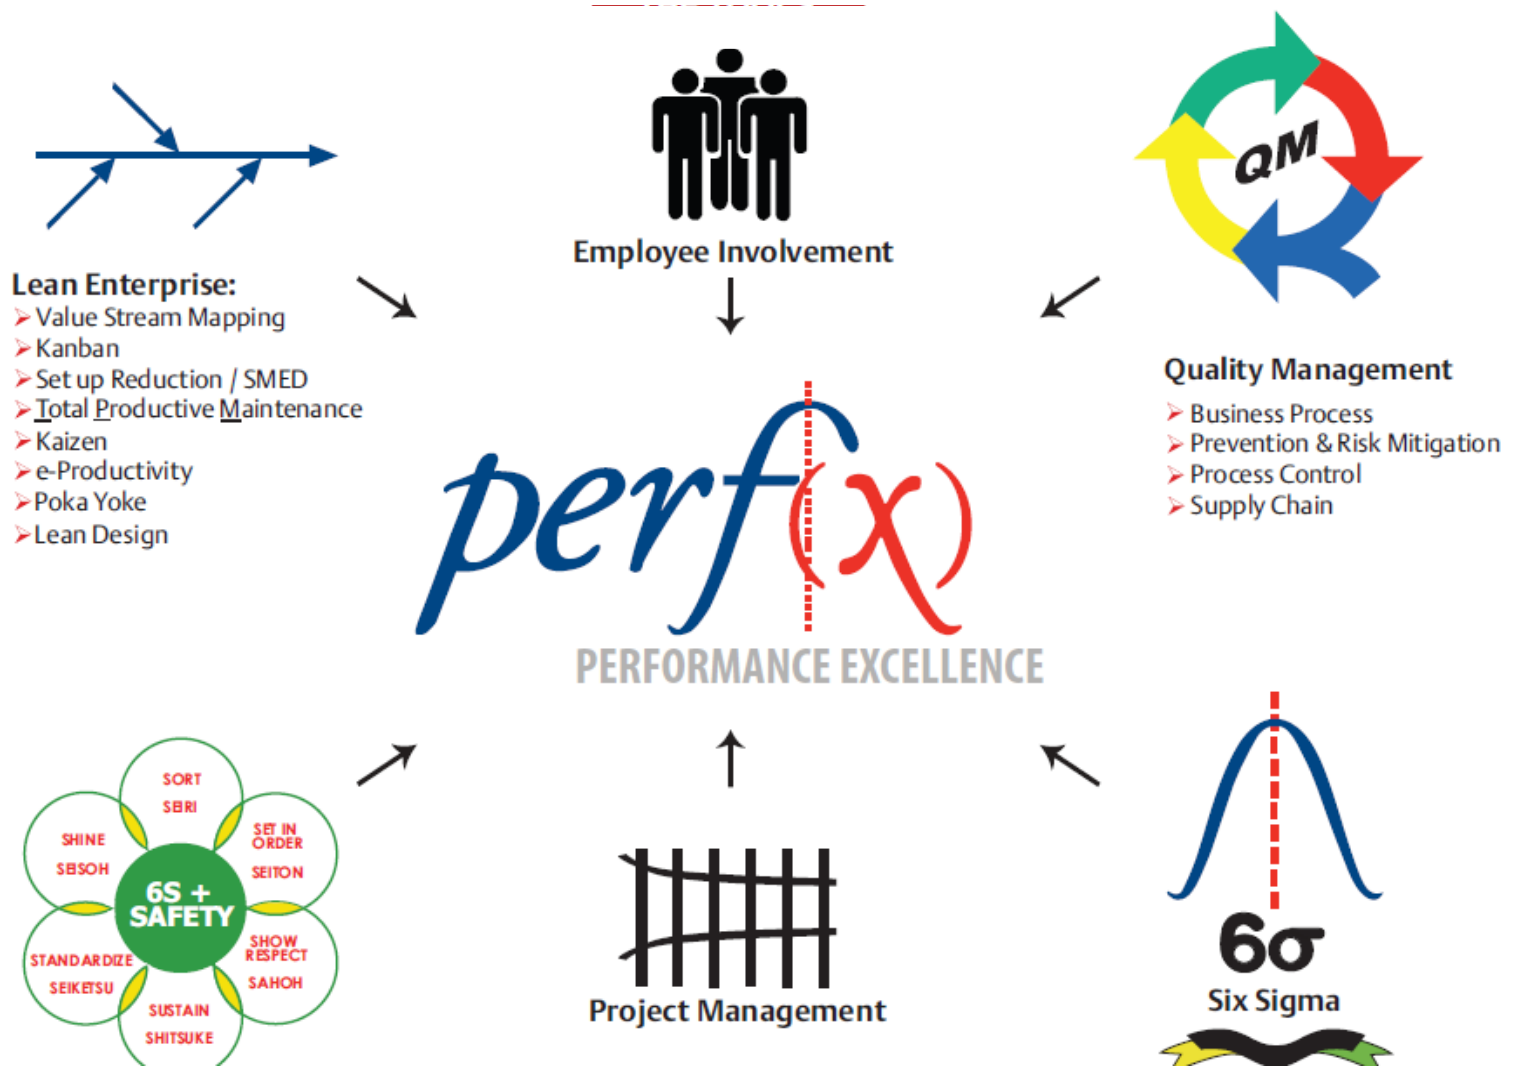 Employee Involvement
QM
Lean Enterprise:
Value Stream Mapping
Kanban
Set up Reduction / SMED
Total Productive Maintenance
Kaizen
e-Productivity
Poka Yoke
Lean Design
Quality Management
Business Process
Prevention & Risk Mitigation
Process Control
Supply Chain
perf(x)
PERFORMANCE EXCELLENCE
SORT
SEIRI
SET IN
ORDER
SEITON
SHINE
SEISOH
6S +
SAFETY
SHOW
RESPECT
SAHOH
STANDARDIZE
SEIKETSU
SUSTAIN
SHITSUKE
Project Management
6σ
Six Sigma